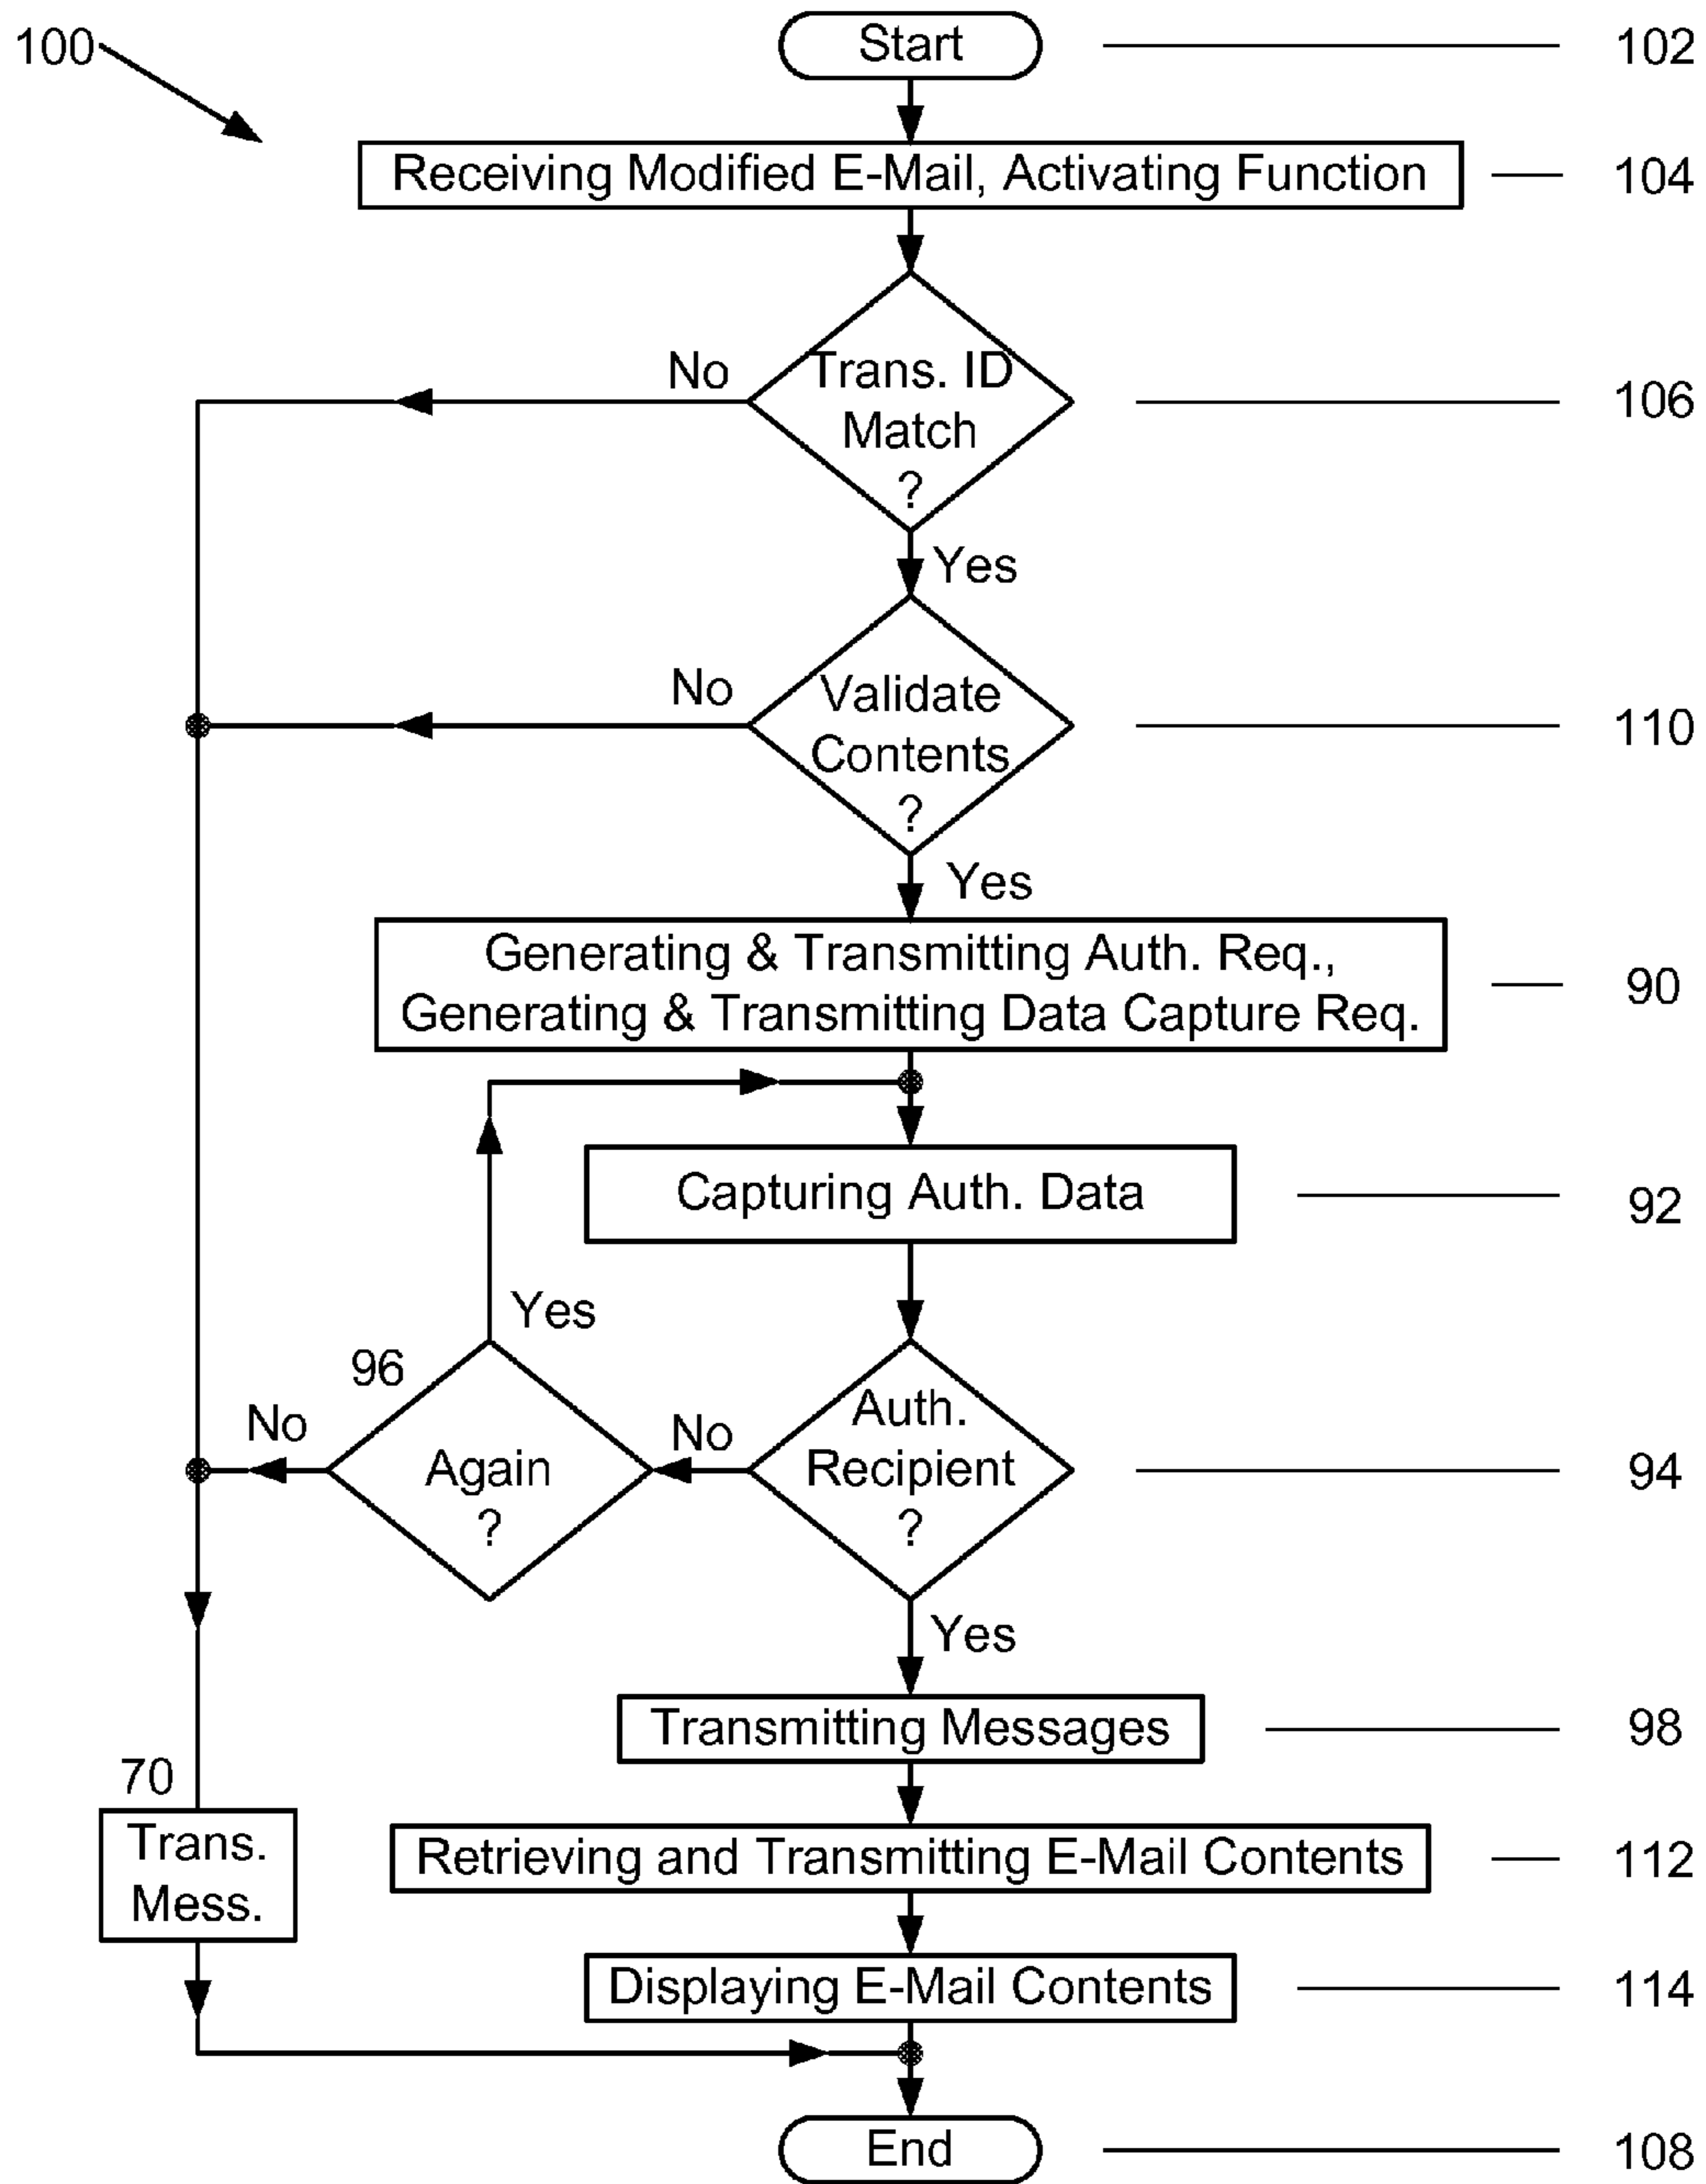 100
Start
102
Receiving Modified E-Mail, Activating Function
104
Trans. ID
Match
?
No
106
Yes
Validate
Contents
?
No
110
Yes
Generating & Transmitting Auth. Req.,
Generating & Transmitting Data Capture Req.
90
Capturing Auth. Data
92
Yes
96
Again
?
No
No
Auth.
Recipient
?
94
Yes
Transmitting Messages
98
70
Trans.
Mess.
Retrieving and Transmitting E-Mail Contents
112
Displaying E-Mail Contents
114
End
108